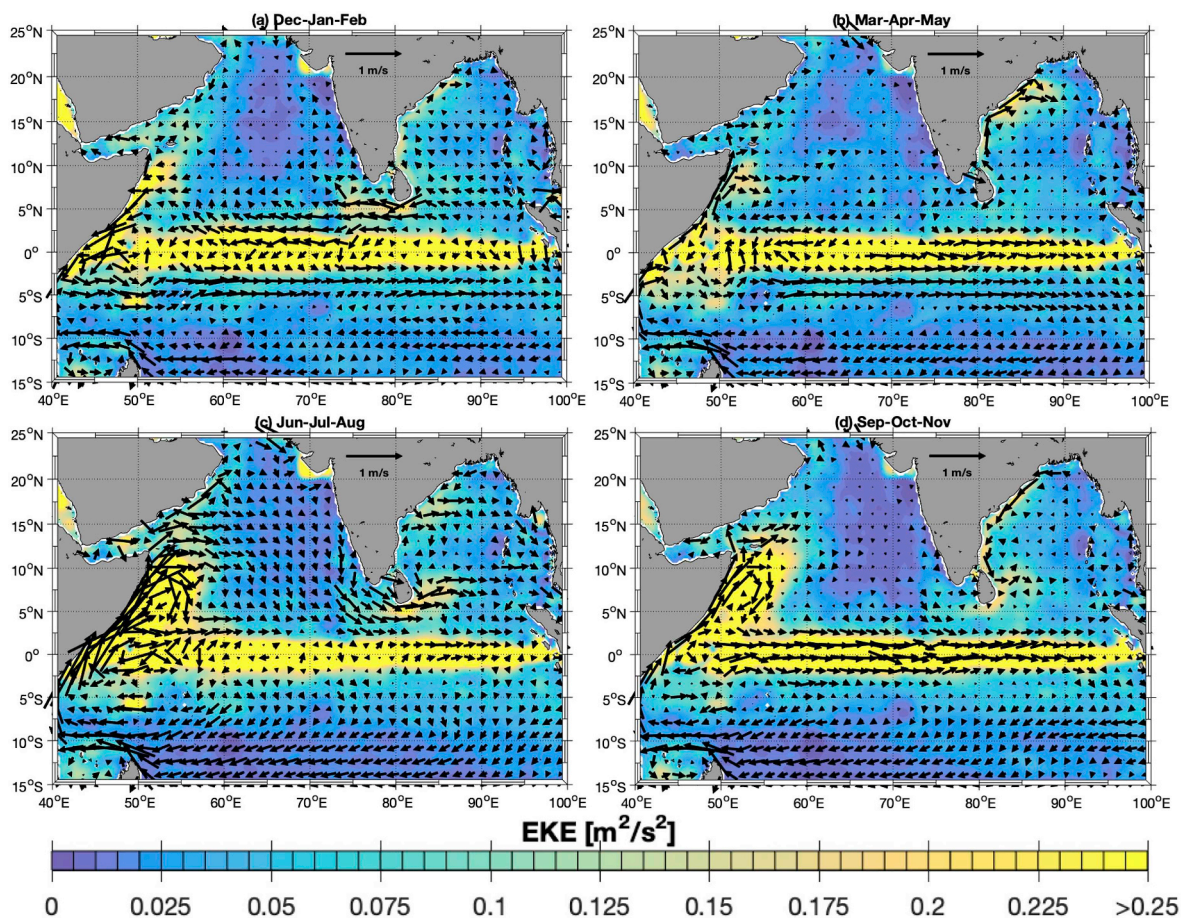 (a) Dec-Jan-Feb
(b) Mar-Apr-May
25°N
20°N
15°N
10°N
5°N
0°
5°S
10°S
15°S
1 m/s
40°E
50°E
60°E
70°E
80°E
90°E
100°E
25°N
20°N
15°N
10°N
5°N
0°
5°S
10°S
15°S
1 m/s
40°E
50°E
60°E
70°E
80°E
90°E
100°E
(c) Jun-Jul-Aug
(d) Sep-Oct-Nov
25°N
20°N
15°N
10°N
5°N
0°
5°S
10°S
15°S
1 m/s
40°E
50°E
60°E
70°E
80°E
90°E
100°E
25°N
20°N
15°N
10°N
5°N
0°
5°S
10°S
15°S
1 m/s
40°E
50°E
60°E
70°E
80°E
90°E
100°E
EKE [m²/s²]
0 0.025 0.05 0.075 0.1 0.125 0.15 0.175 0.2 0.225 >0.25